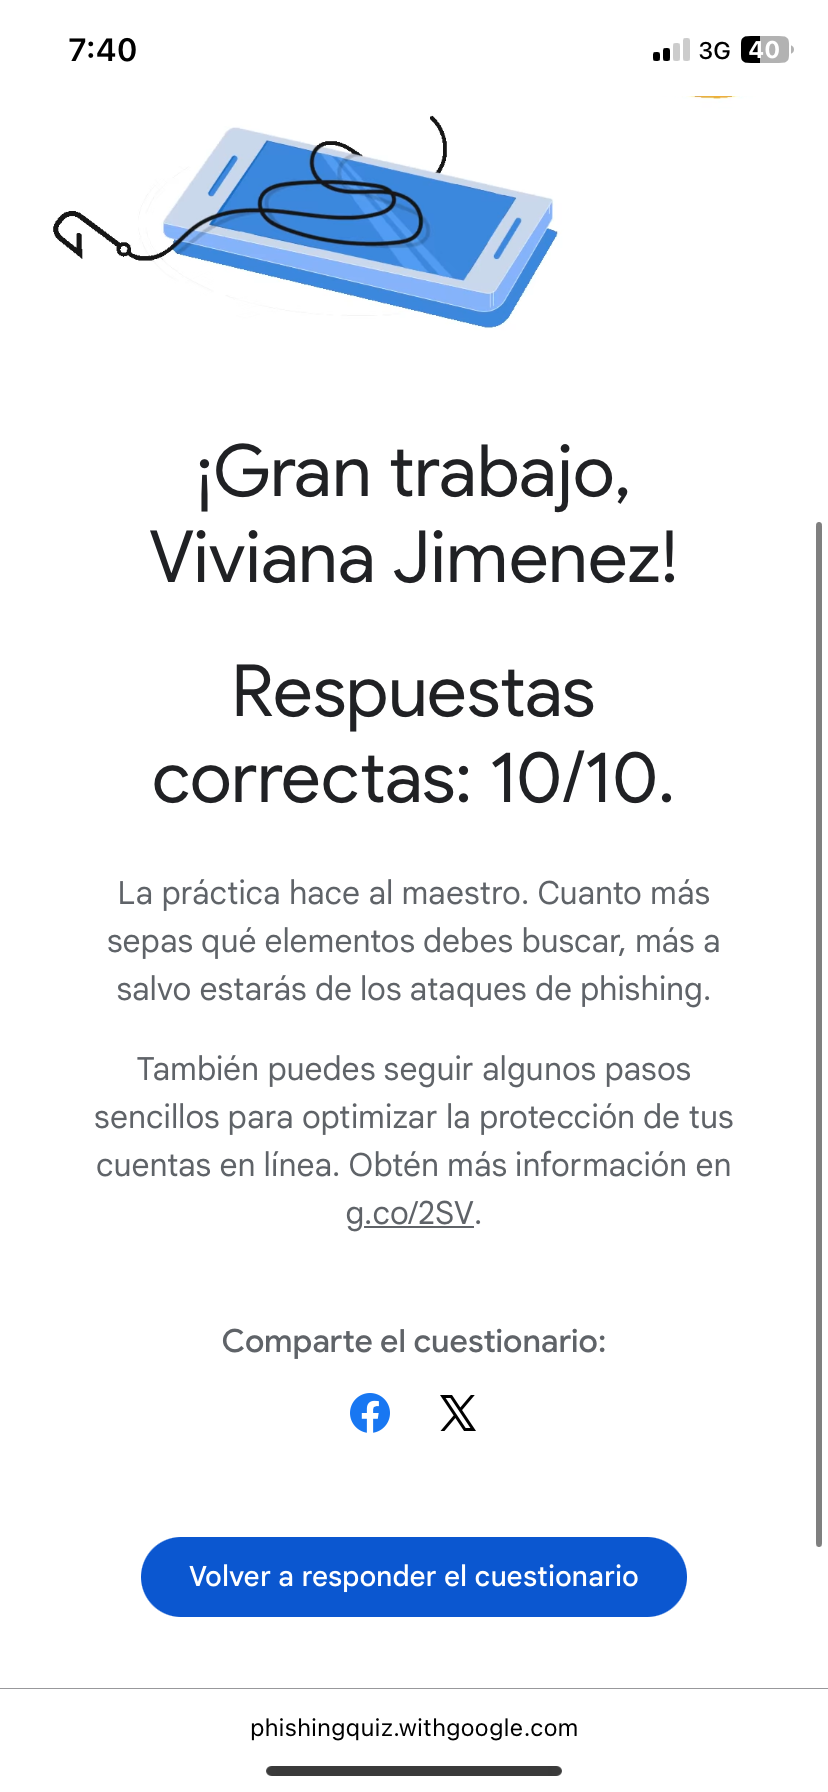 7:40
3G
40
¡Gran trabajo,
Viviana Jimenez!
Respuestas
correctas: 10/10.
La práctica hace al maestro. Cuanto más
sepas qué elementos debes buscar, más a
salvo estarás de los ataques de phishing.
También puedes seguir algunos pasos
sencillos para optimizar la protección de tus
cuentas en línea. Obtén más información en
g.co/2SV.
Comparte el cuestionario:
Volver a responder el cuestionario
phishingquiz.withgoogle.com